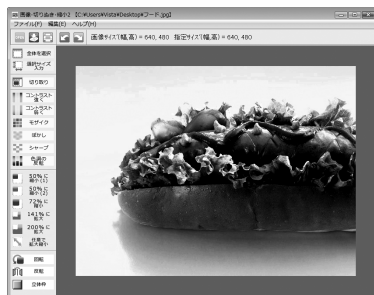 画像・切りぬき・縮小2 【C:¥Users¥Vista¥Desktop¥フード.jpg】
ファイル(F) 編集(E) ヘルプ(H)
画像サイズ(幅,高) = 640, 480 指定サイズ(幅,高) = 640, 480
全体を選択
選択サイズ
入力
切り取り
コントラスト
強く
コントラスト
弱く
モザイク
ぼかし
シャープ
色調の
反転
50%に
縮小(1)
50%に
縮小(2)
72%に
縮小
141%に
拡大
200%に
拡大
任意で
拡大縮小
回転
反転
立体枠